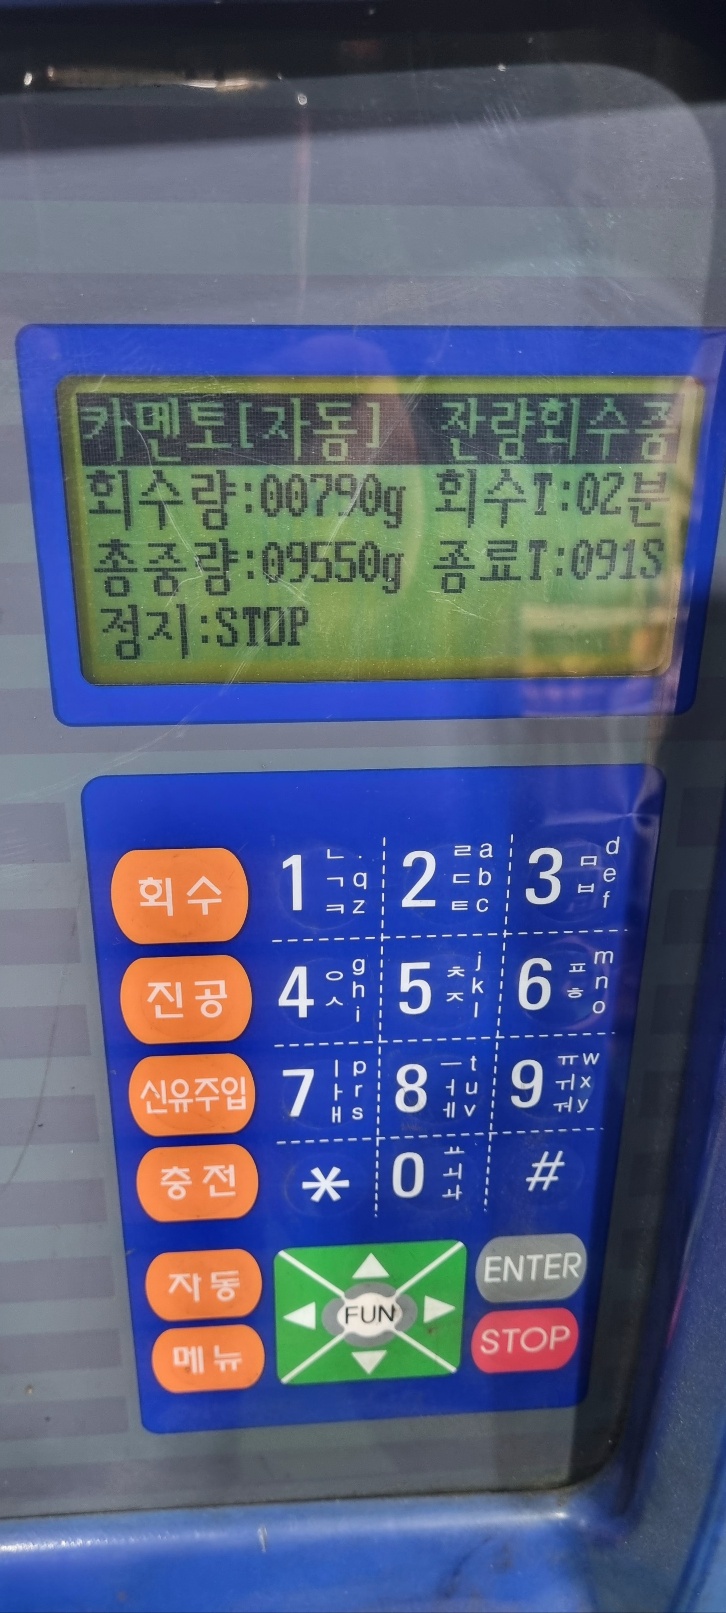 카멘토[자동] 잔량회수중
회수량:00790g 회수T:02분
총중량:09550g 종료T:091S
정지:STOP
회수
1 ㄴ . ㄱ q ㅋ z
2 ㄹ a ㄷ b ㅌ c
3 ㅁ d ㅂ e f
진공
4 ㅇ g ㅅ h i
5 ㅊ j ㅈ k l
6 ㅍ m ㅎ n o
신유주입
7 ㅣ p ㅏ r ㅐ s
8 ㅡ t ㅓ u ㅔ v
9 ㅠ w ㅟ x ㅝ y
충전
*
0 ㅛ ㅚ ㅘ
#
자동
FUN
ENTER
메뉴
STOP